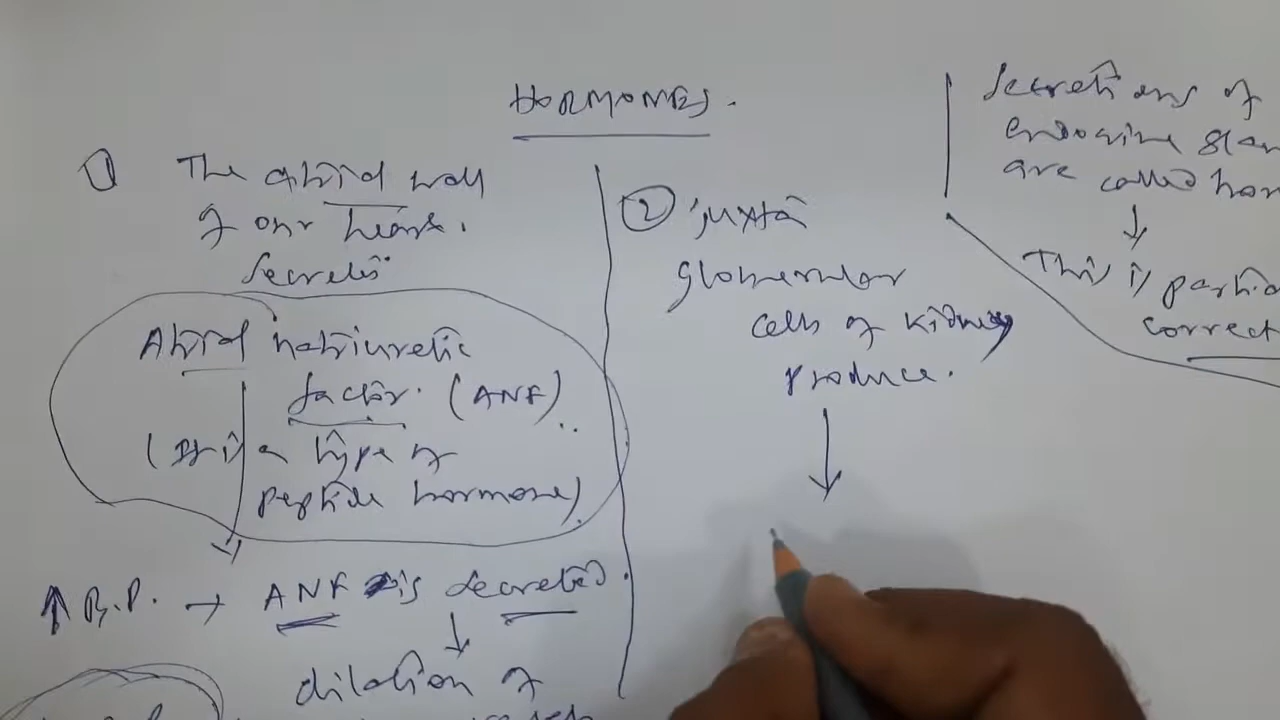 HORMONES.
① The atrial wall
of our heart.
Secretes
Atrial natriuretic
factor. (ANF)..
(It is a type of
peptide hormone).
↑ B.P. → ANF is secreted.
↓
dilation of
② juxta
glomerular
cells of kidney
produce.
↓
Secretions of
endocrine glan
are called hor
↓
This is partia
correct